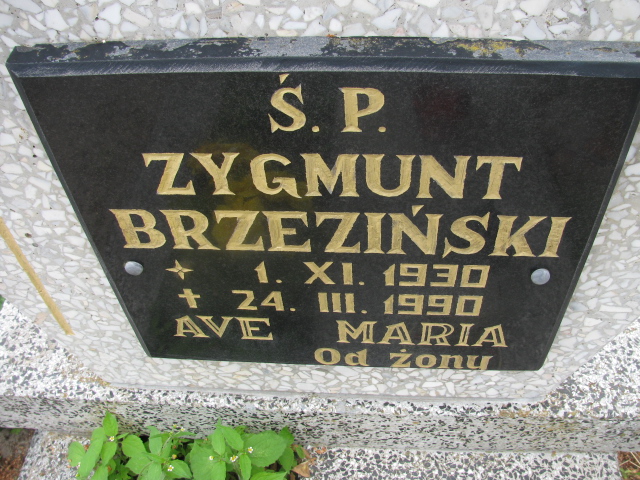 Ś. P.
ZYGMUNT
BRZEZIŃSKI
✧ 1. XI. 1930
✝ 24. III. 1990
AVE MARIA
Od żony